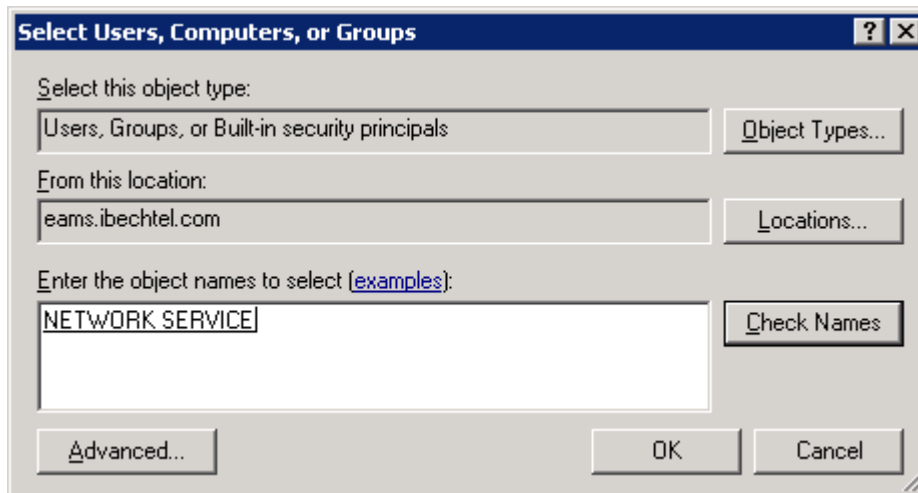 Select Users, Computers, or Groups
Select this object type:
Users, Groups, or Built-in security principals
Object Types...
From this location:
eams.ibechtel.com
Locations...
Enter the object names to select (examples):
NETWORK SERVICE
Check Names
Advanced...
OK
Cancel